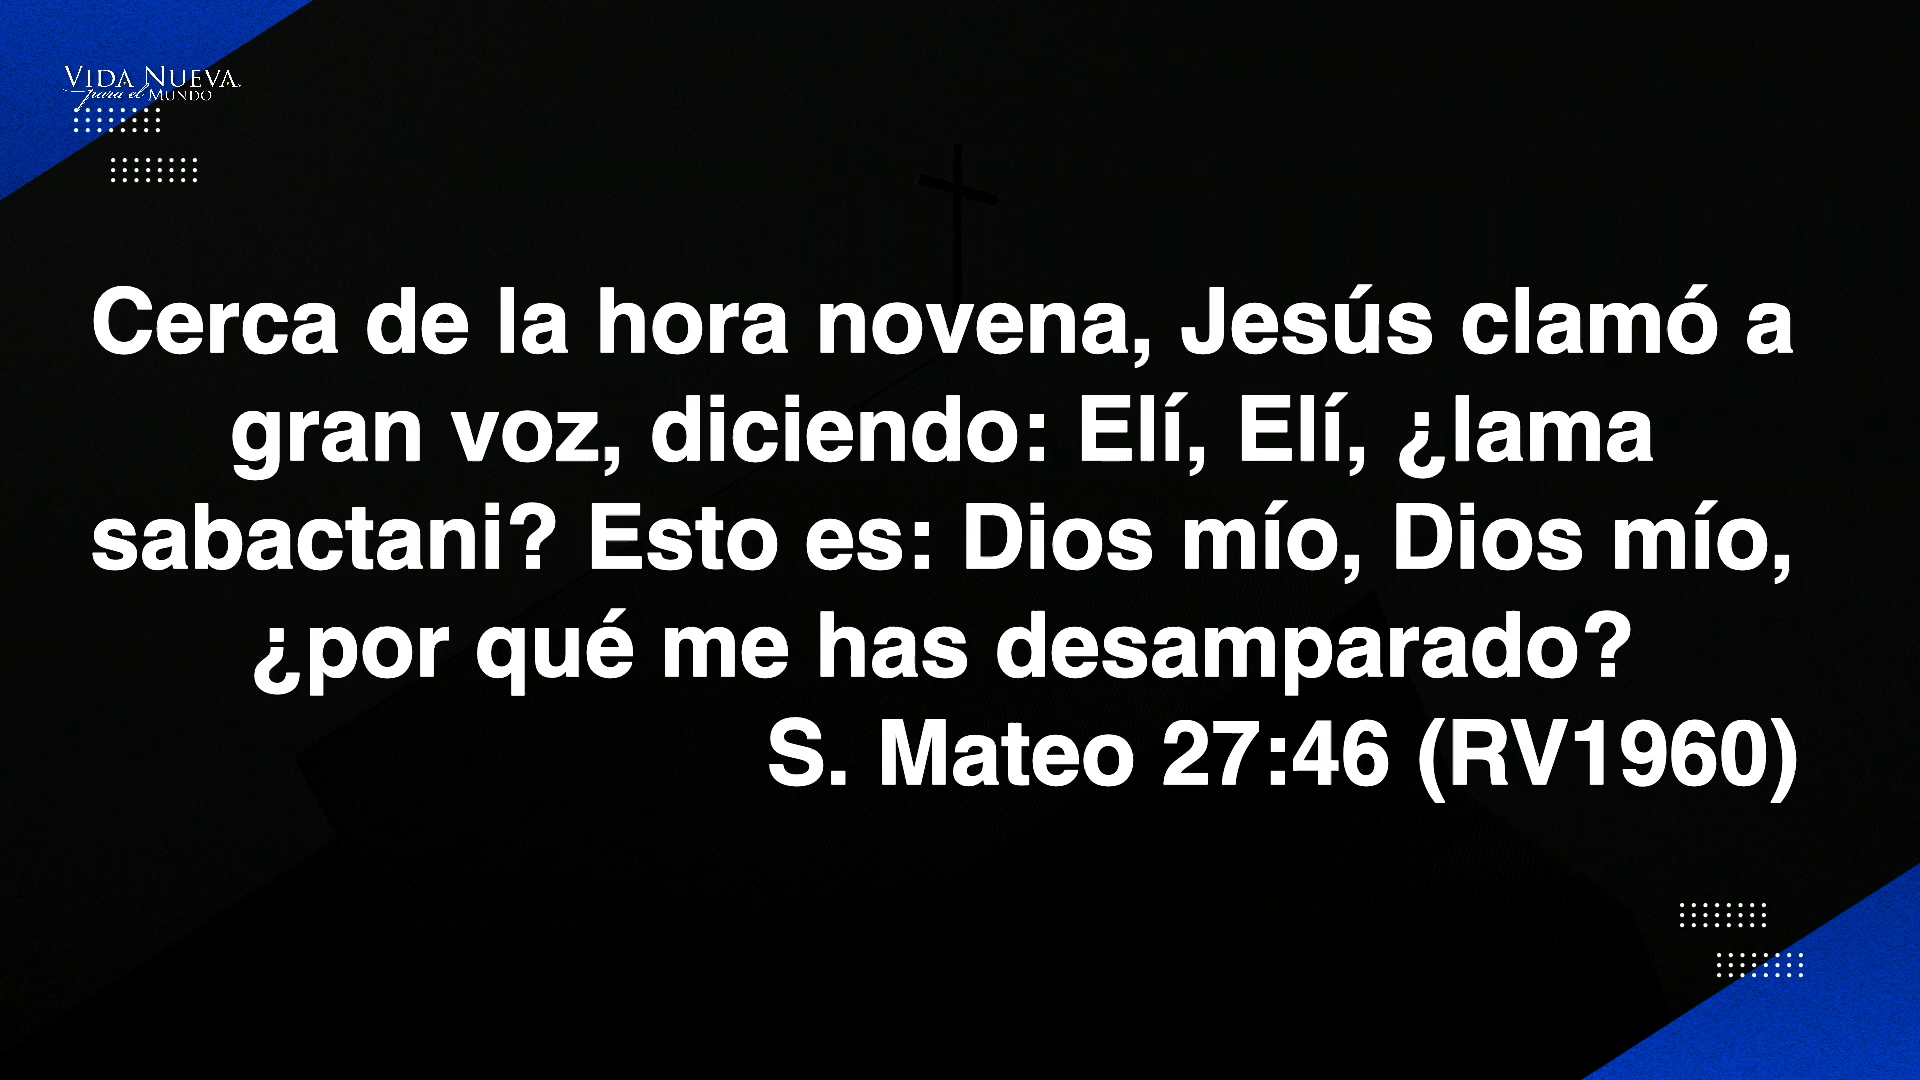 VIDA NUEVA
para el MUNDO
Cerca de la hora novena, Jesús clamó a
gran voz, diciendo: Elí, Elí, ¿lama
sabactani? Esto es: Dios mío, Dios mío,
¿por qué me has desamparado?
S. Mateo 27:46 (RV1960)